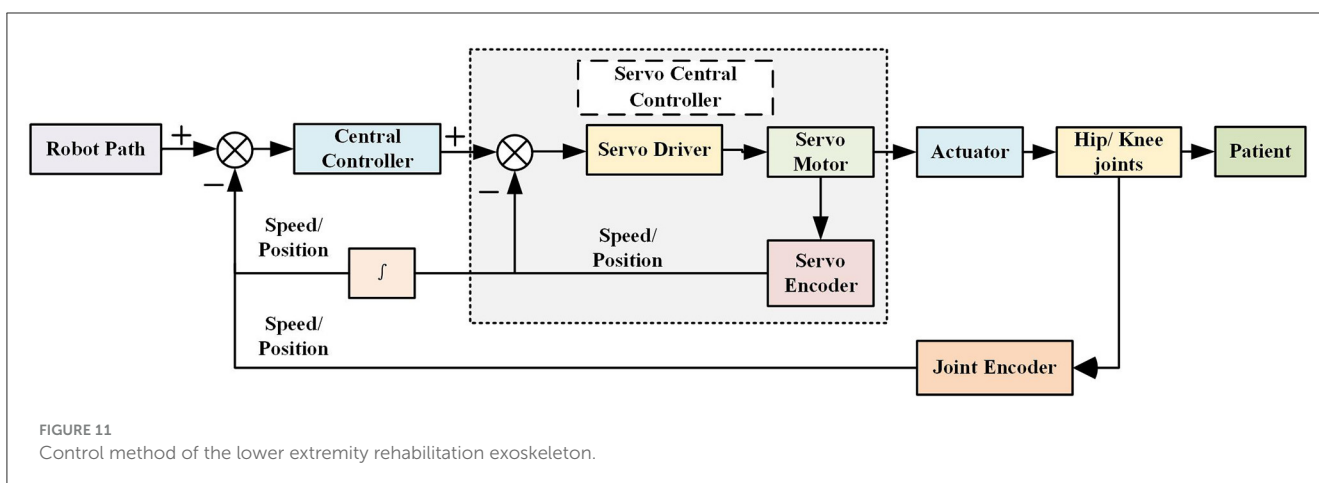 Servo Central
Controller
Robot Path
+
Central
Controller
+
Servo Driver
Servo
Motor
Actuator
Hip/ Knee
joints
Patient
−
−
Speed/
Position
∫
Speed/
Position
Servo
Encoder
Speed/
Position
Joint Encoder
FIGURE 11
Control method of the lower extremity rehabilitation exoskeleton.